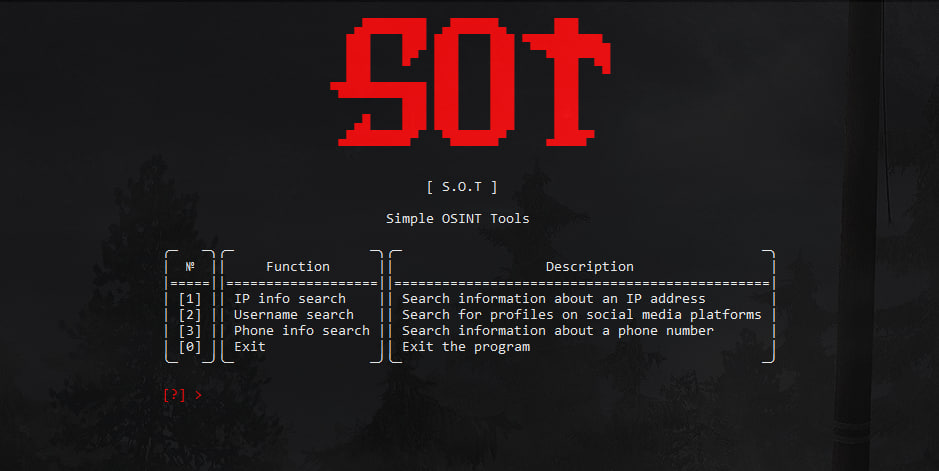 SOT
[ S.O.T ]
Simple OSINT Tools
№ Function Description
[1] IP info search Search information about an IP address
[2] Username search Search for profiles on social media platforms
[3] Phone info search Search information about a phone number
[0] Exit Exit the program
[?] >